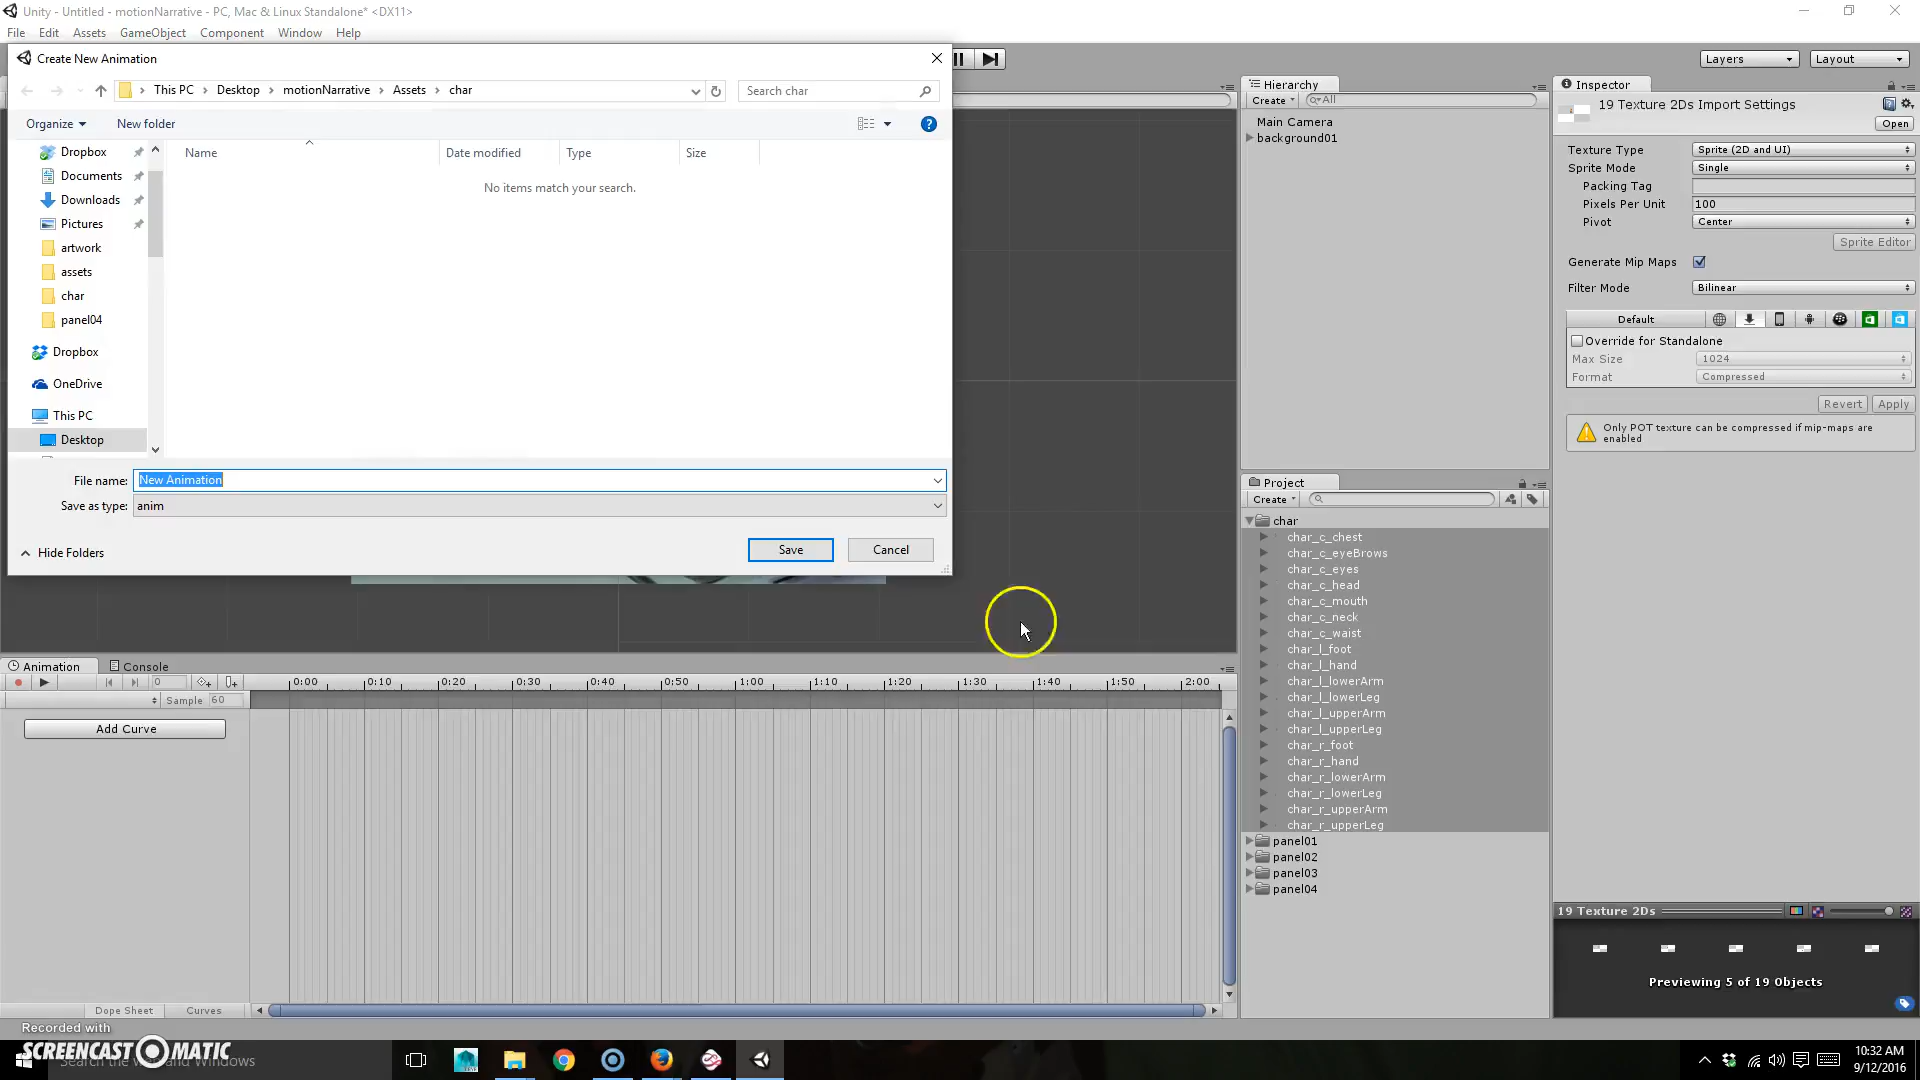 Unity - Untitled - motionNarrative - PC, Mac & Linux Standalone* <DX11>
File Edit Assets GameObject Component Window Help
Create New Animation
This PC Desktop motionNarrative Assets char
Search char
Organize New folder
Dropbox
Documents
Downloads
Pictures
artwork
assets
char
panel04
Dropbox
OneDrive
This PC
Desktop
Name Date modified Type Size
No items match your search.
File name: New Animation
Save as type: anim
Hide Folders
Save Cancel
Layers Layout
Hierarchy
Create All
Main Camera
background01
Project
Create
char
char_c_chest
char_c_eyeBrows
char_c_eyes
char_c_head
char_c_mouth
char_c_neck
char_c_waist
char_l_foot
char_l_hand
char_l_lowerArm
char_l_lowerLeg
char_l_upperArm
char_l_upperLeg
char_r_foot
char_r_hand
char_r_lowerArm
char_r_lowerLeg
char_r_upperArm
char_r_upperLeg
panel01
panel02
panel03
panel04
Inspector
19 Texture 2Ds Import Settings
Open
Texture Type Sprite (2D and UI)
Sprite Mode Single
Packing Tag
Pixels Per Unit 100
Pivot Center
Sprite Editor
Generate Mip Maps
Filter Mode Bilinear
Default
Override for Standalone
Max Size 1024
Format Compressed
Revert Apply
Only POT texture can be compressed if mip-maps are
enabled
19 Texture 2Ds
Previewing 5 of 19 Objects
Animation Console
0
0:00 0:10 0:20 0:30 0:40 0:50 1:00 1:10 1:20 1:30 1:40 1:50 2:00
Sample 60
Add Curve
Dope Sheet Curves
Recorded with
SCREENCAST MATIC
Search the web and Windows
10:32 AM
9/12/2016